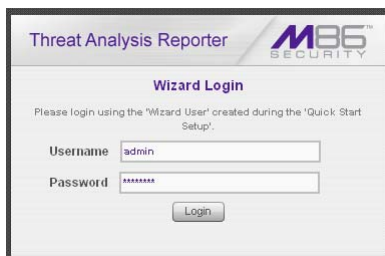 Threat Analysis Reporter
M86™
SECURITY
Wizard Login
Please login using the 'Wizard User' created during the 'Quick Start
Setup'.
Username admin
Password ********
Login